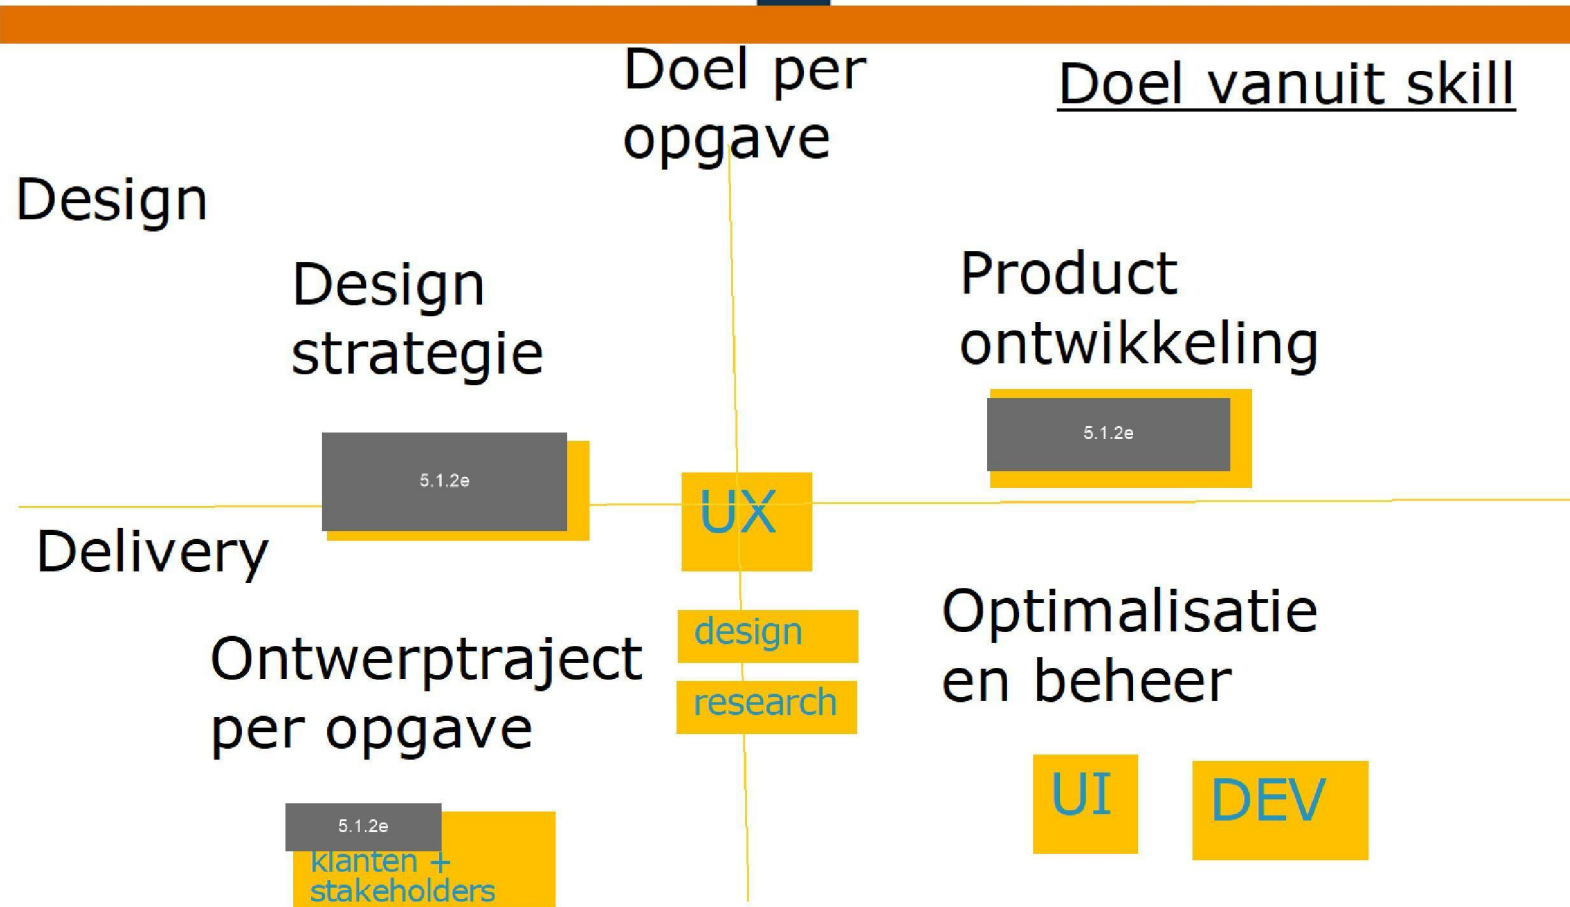 Doel per
opgave
Doel vanuit skill
Design
Design
strategie
Product
ontwikkeling
5.1.2e
5.1.2e
UX
Delivery
design
research
Ontwerptraject
per opgave
Optimalisatie
en beheer
UI
DEV
5.1.2e
klanten +
stakeholders